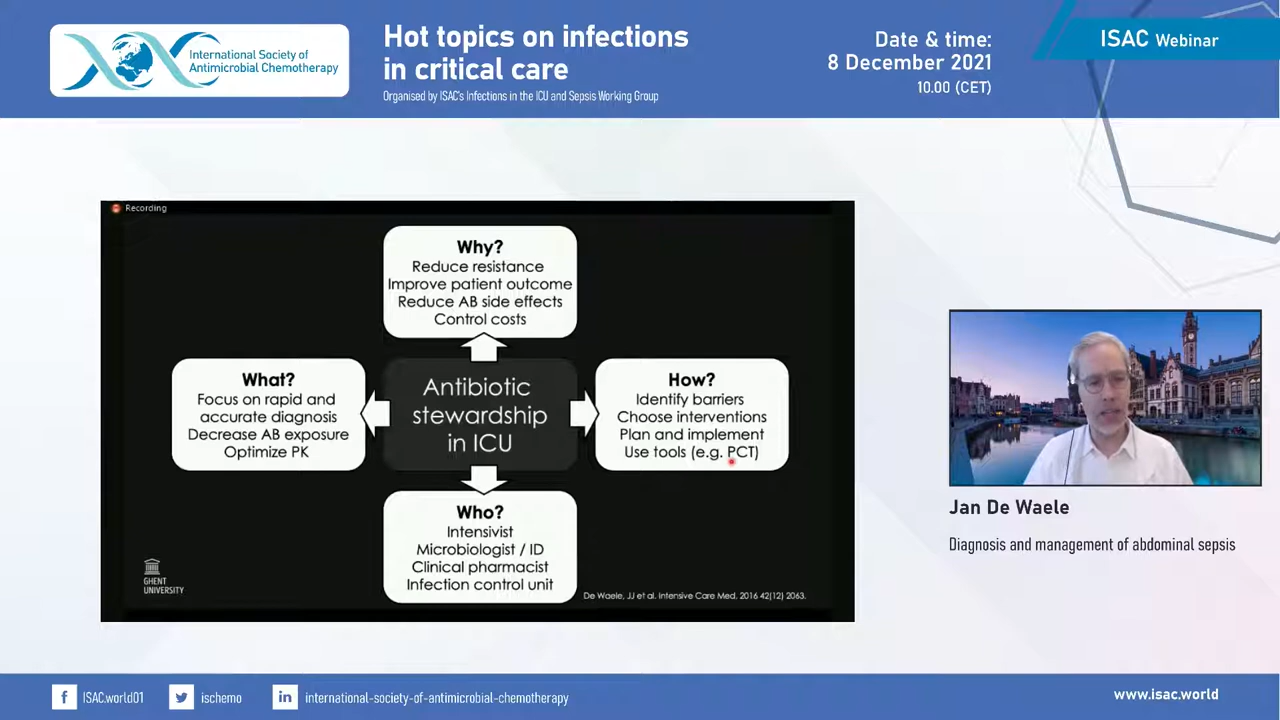 International Society of
Antimicrobial Chemotherapy
Hot topics on infections
in critical care
Organised by ISAC's Infections in the ICU and Sepsis Working Group
Date & time:
8 December 2021
10.00 (CET)
ISAC Webinar
Recording
Why?
Reduce resistance
Improve patient outcome
Reduce AB side effects
Control costs
What?
Focus on rapid and
accurate diagnosis
Decrease AB exposure
Optimize PK
Antibiotic
stewardship
in ICU
How?
Identify barriers
Choose interventions
Plan and implement
Use tools (e.g. PCT)
Who?
Intensivist
Microbiologist / ID
Clinical pharmacist
Infection control unit
GHENT
UNIVERSITY
De Waele, JJ et al. Intensive Care Med. 2016 42(12) 2063.
Jan De Waele
Diagnosis and management of abdominal sepsis
f ISAC.world01
ischemo
in international-society-of-antimicrobial-chemotherapy
www.isac.world